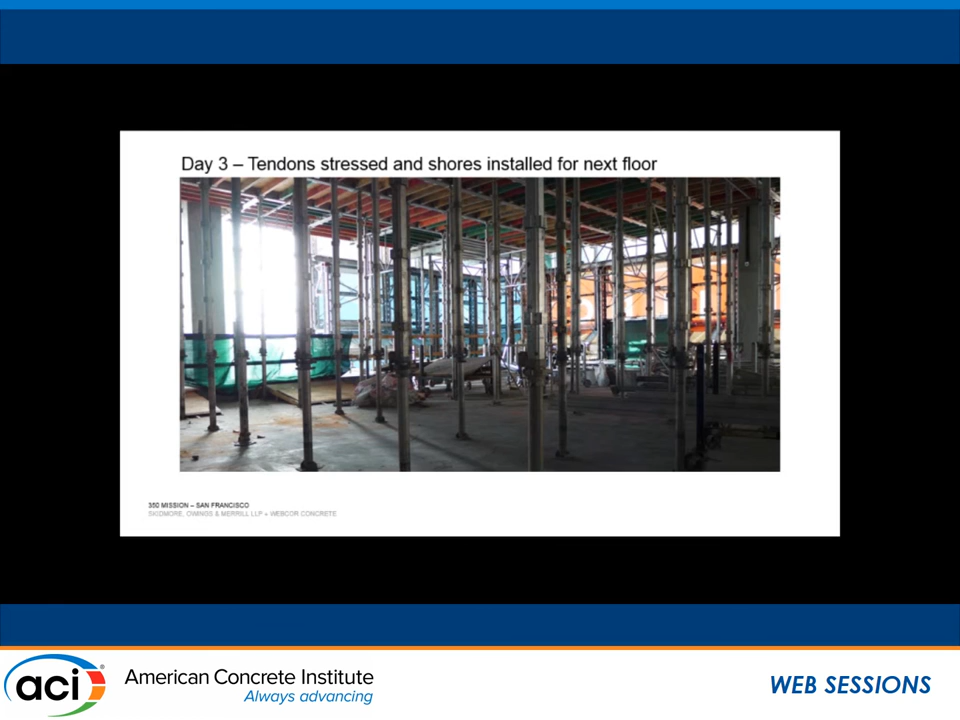 Day 3 – Tendons stressed and shores installed for next floor
350 MISSION – SAN FRANCISCO
SKIDMORE, OWINGS & MERRILL LLP + WEBCOR CONCRETE
aci®
American Concrete Institute
Always advancing
WEB SESSIONS